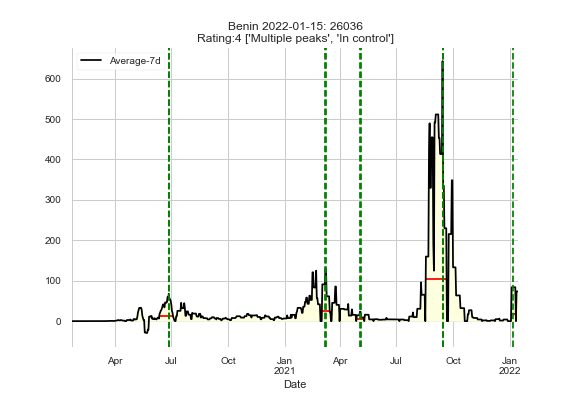 Benin 2022-01-15: 26036
Rating:4 ['Multiple peaks', 'In control']
Average-7d
600
500
400
300
200
100
0
Apr Jul Oct Jan Apr Jul Oct Jan
2021 2022
Date